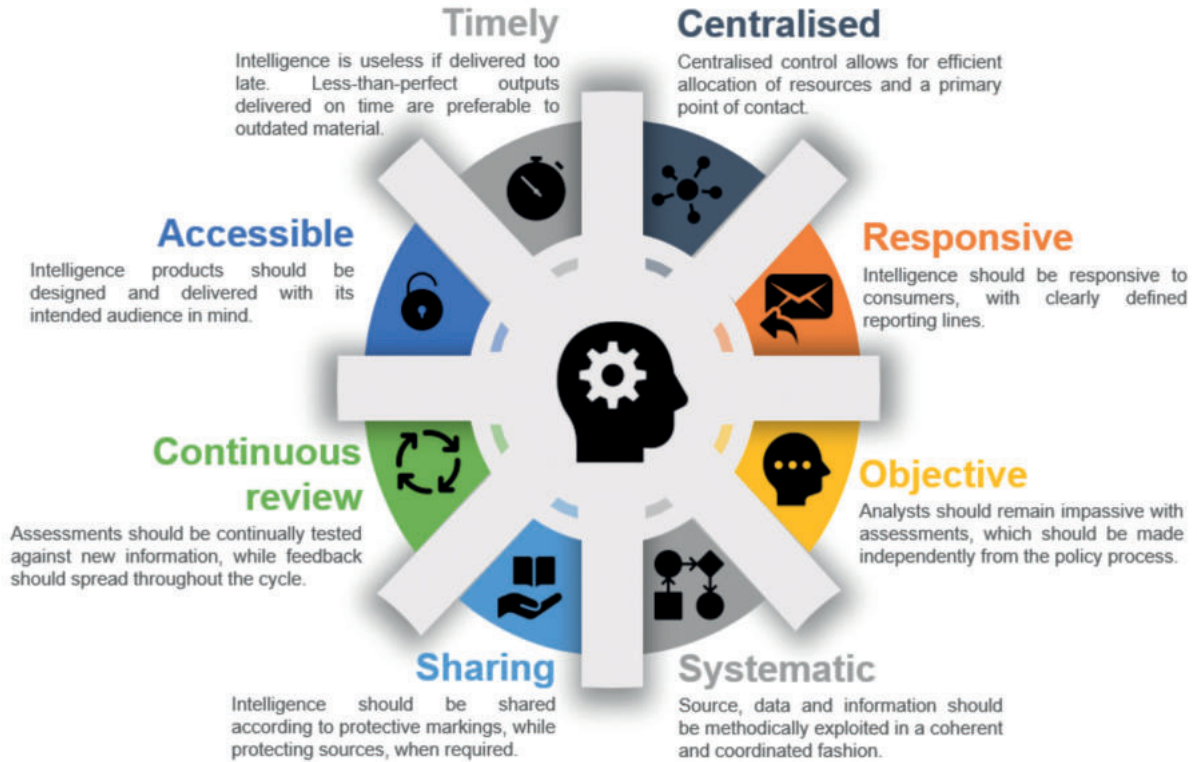 Timely
Intelligence is useless if delivered too
late. Less-than-perfect outputs
delivered on time are preferable to
outdated material.
Centralised
Centralised control allows for efficient
allocation of resources and a primary
point of contact.
Responsive
Intelligence should be responsive to
consumers, with clearly defined
reporting lines.
Objective
Analysts should remain impassive with
assessments, which should be made
independently from the policy process.
Systematic
Source, data and information should
be methodically exploited in a coherent
and coordinated fashion.
Sharing
Intelligence should be shared
according to protective markings, while
protecting sources, when required.
Continuous
review
Assessments should be continually tested
against new information, while feedback
should spread throughout the cycle.
Accessible
Intelligence products should be
designed and delivered with its
intended audience in mind.